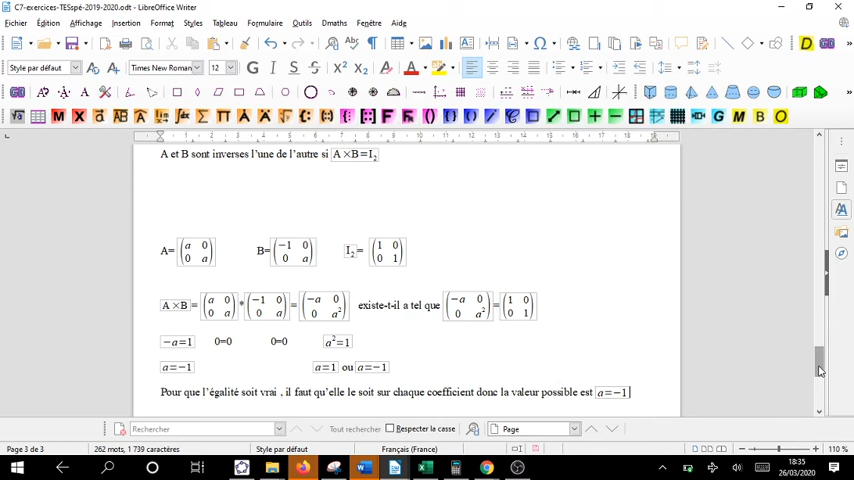 C7-exercices-TESspé-2019-2020.odt - LibreOffice Writer
Fichier Édition Affichage Insertion Format Styles Tableau Formulaire Outils Dmaths Fenêtre Aide
Style par défaut Times New Roman 12
A et B sont inverses l'une de l'autre si A×B=I₂
A= (a 0
0 a) B= (−1 0
0 a) I₂= (1 0
0 1)
A×B= (a 0
0 a) * (−1 0
0 a) = (−a 0
0 a²) existe-t-il a tel que (−a 0
0 a²) = (1 0
0 1)
−a=1 0=0 0=0 a²=1
a=−1 a=1 ou a=−1
Pour que l'égalité soit vrai , il faut qu'elle le soit sur chaque coefficient donc la valeur possible est a=−1
Rechercher Tout rechercher Respecter la casse Page
Page 3 de 3 262 mots, 1 739 caractères Style par défaut Français (France) 110 %
18:35
26/03/2020